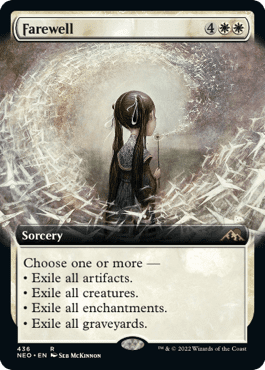 Farewell 4
Sorcery
Choose one or more —
• Exile all artifacts.
• Exile all creatures.
• Exile all enchantments.
• Exile all graveyards.
436 R
NEO • EN Seb McKinnon
™ & © 2022 Wizards of the Coast